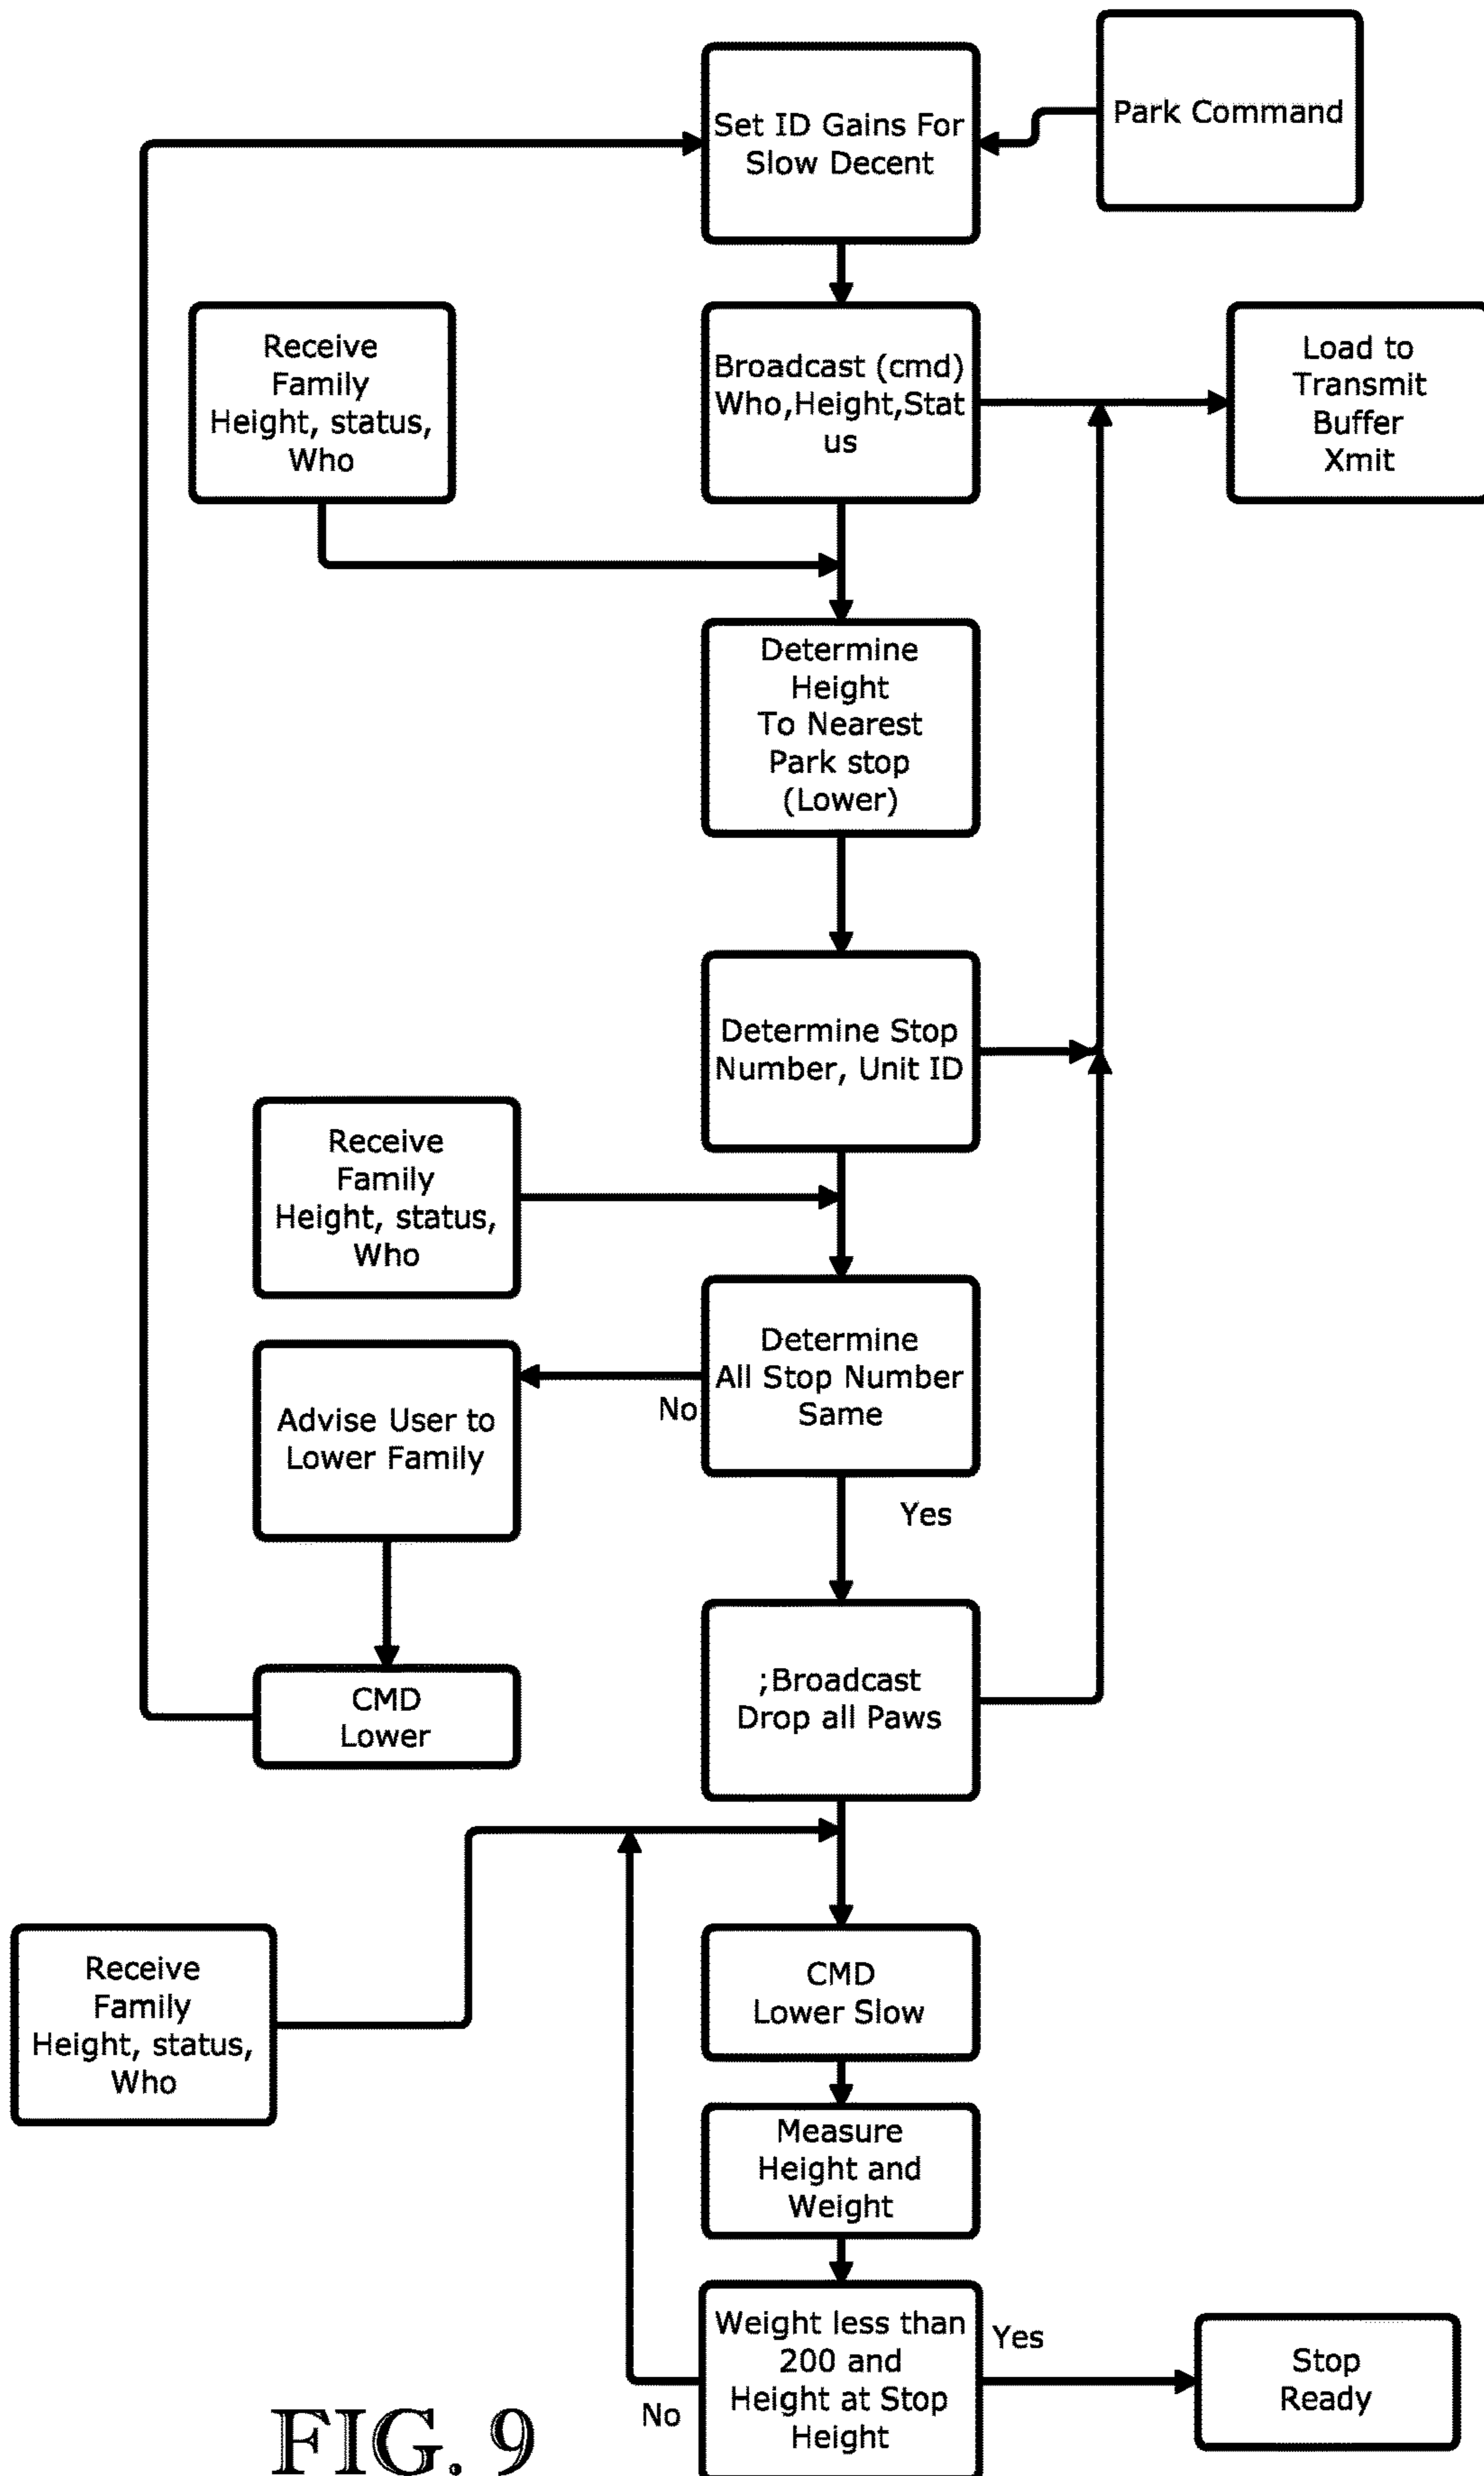 Park Command
Set ID Gains For
Slow Decent
Receive
Family
Height, status,
Who
Broadcast (cmd)
Who,Height,Stat
us
Load to
Transmit
Buffer
Xmit
Determine
Height
To Nearest
Park stop
(Lower)
Determine Stop
Number, Unit ID
Receive
Family
Height, status,
Who
Determine
All Stop Number
Same
No
Yes
Advise User to
Lower Family
CMD
Lower
;Broadcast
Drop all Paws
Receive
Family
Height, status,
Who
CMD
Lower Slow
Measure
Height and
Weight
Weight less than
200 and
Height at Stop
Height
Yes
No
Stop
Ready
FIG. 9